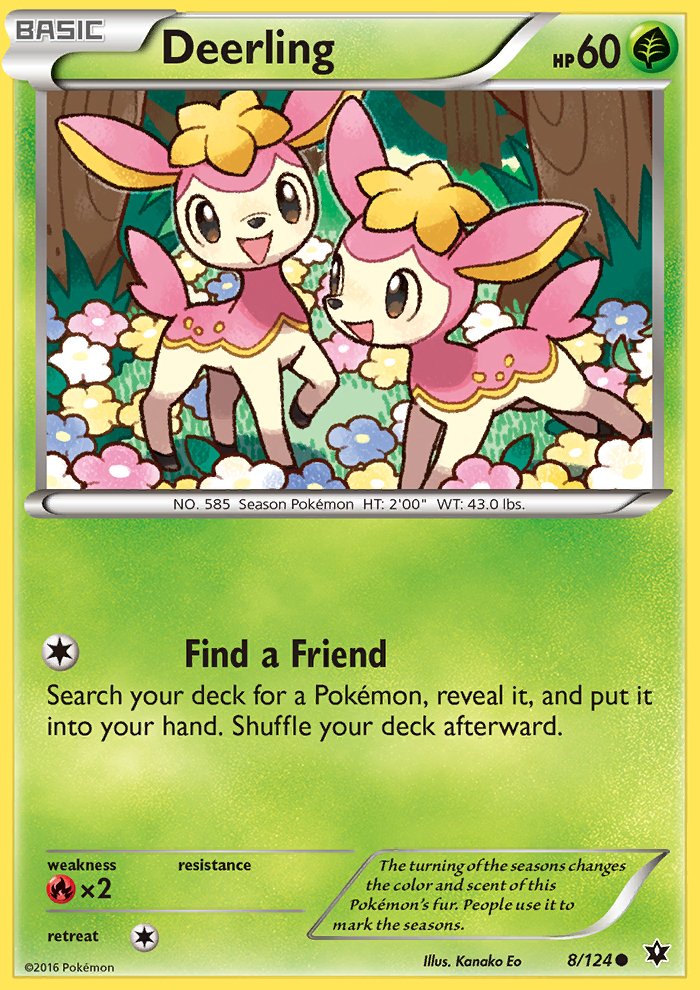 BASIC
Deerling
HP60
NO. 585 Season Pokémon HT: 2'00" WT: 43.0 lbs.
Find a Friend
Search your deck for a Pokémon, reveal it, and put it
into your hand. Shuffle your deck afterward.
weakness resistance
×2
The turning of the seasons changes
the color and scent of this
Pokémon's fur. People use it to
mark the seasons.
retreat
©2016 Pokémon
Illus. Kanako Eo
8/124